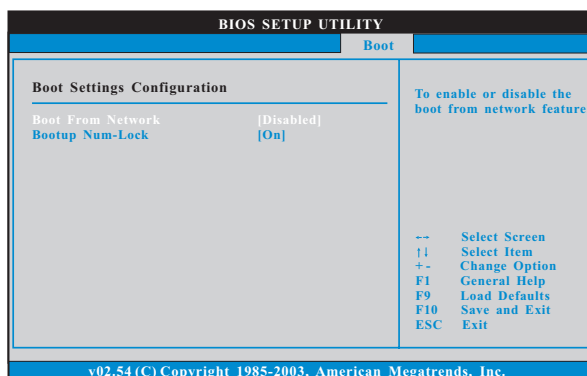 BIOS SETUP UTILITY
Boot
Boot Settings Configuration
Boot From Network [Disabled]
Bootup Num-Lock [On]
To enable or disable the
boot from network feature
←→ Select Screen
↑↓ Select Item
+ - Change Option
F1 General Help
F9 Load Defaults
F10 Save and Exit
ESC Exit
v02.54 (C) Copyright 1985-2003, American Megatrends, Inc.